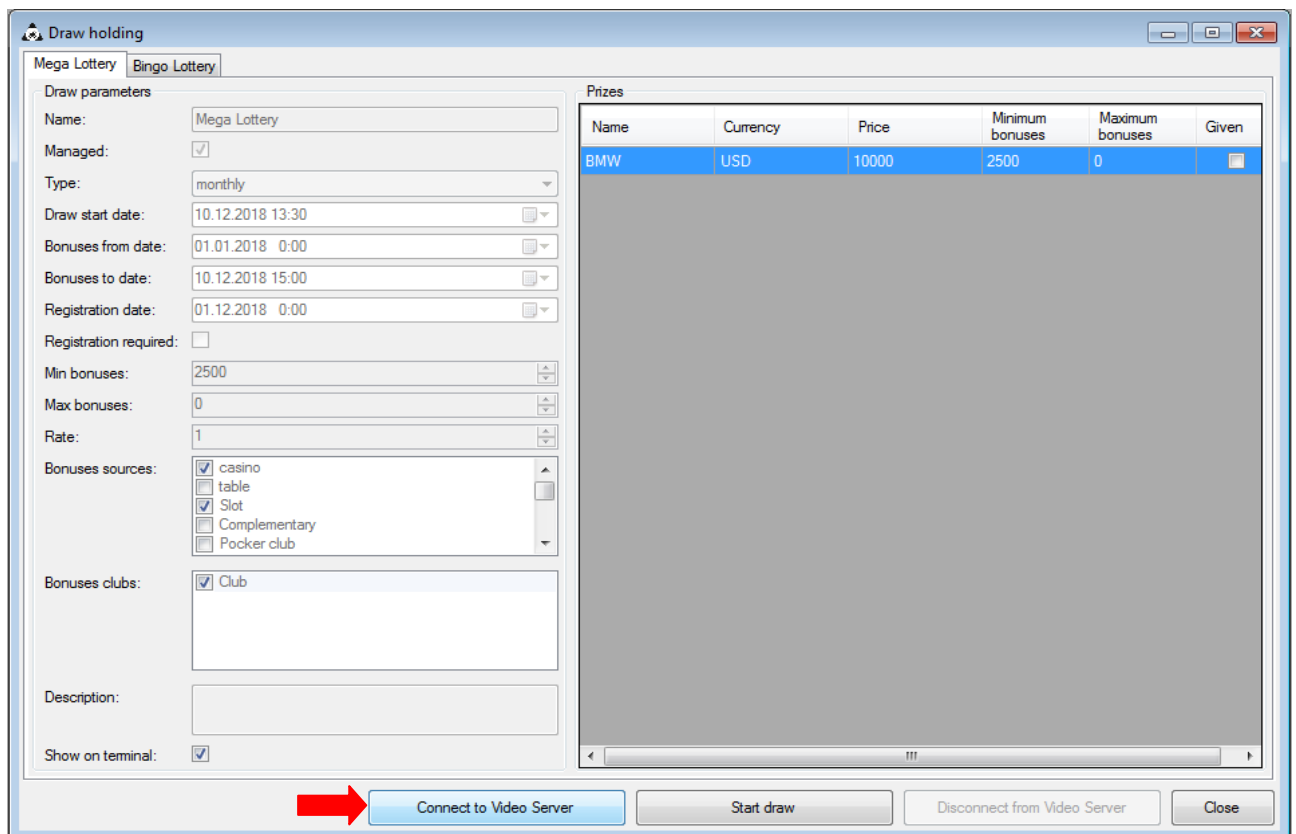 Draw holding
Mega Lottery
Bingo Lottery
Draw parameters
Name:
Mega Lottery
Managed:
Type:
monthly
Draw start date:
10.12.2018 13:30
Bonuses from date:
01.01.2018 0:00
Bonuses to date:
10.12.2018 15:00
Registration date:
01.12.2018 0:00
Registration required:
Min bonuses:
2500
Max bonuses:
0
Rate:
1
Bonuses sources:
casino
table
Slot
Complementary
Pocker club
Bonuses clubs:
Club
Description:
Show on terminal:
Prizes
Name
Currency
Price
Minimum
bonuses
Maximum
bonuses
Given
BMW
USD
10000
2500
0
Connect to Video Server
Start draw
Disconnect from Video Server
Close